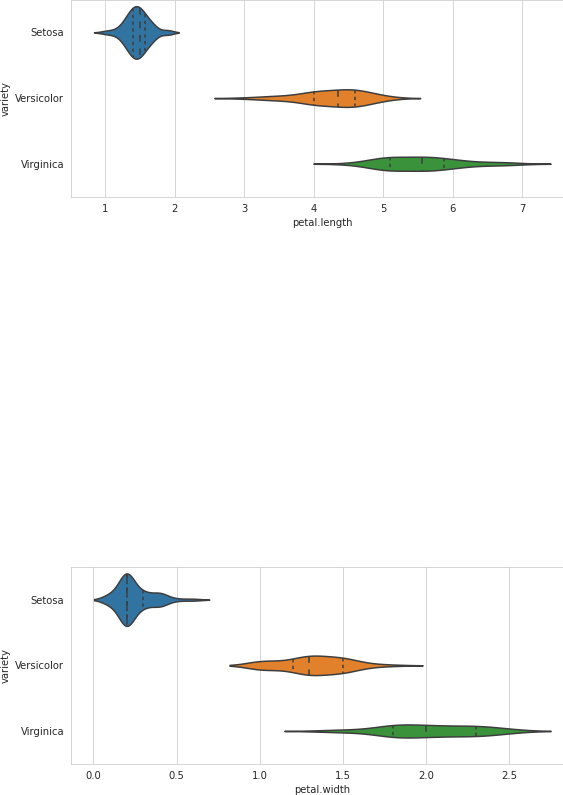 Setosa
Versicolor
Virginica
variety
1 2 3 4 5 6 7
petal.length
Setosa
Versicolor
Virginica
variety
0.0 0.5 1.0 1.5 2.0 2.5
petal.width